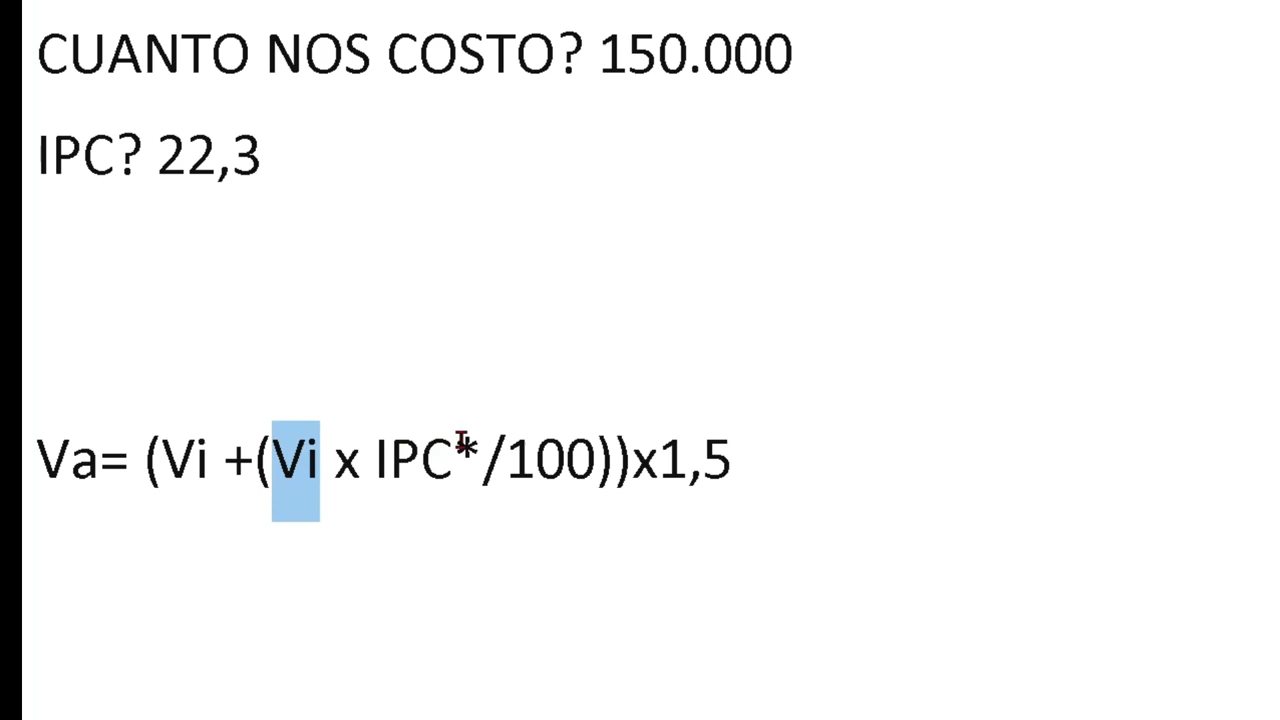 CUANTO NOS COSTO? 150.000
IPC? 22,3
Va= (Vi +(Vi x IPC*/100))x1,5